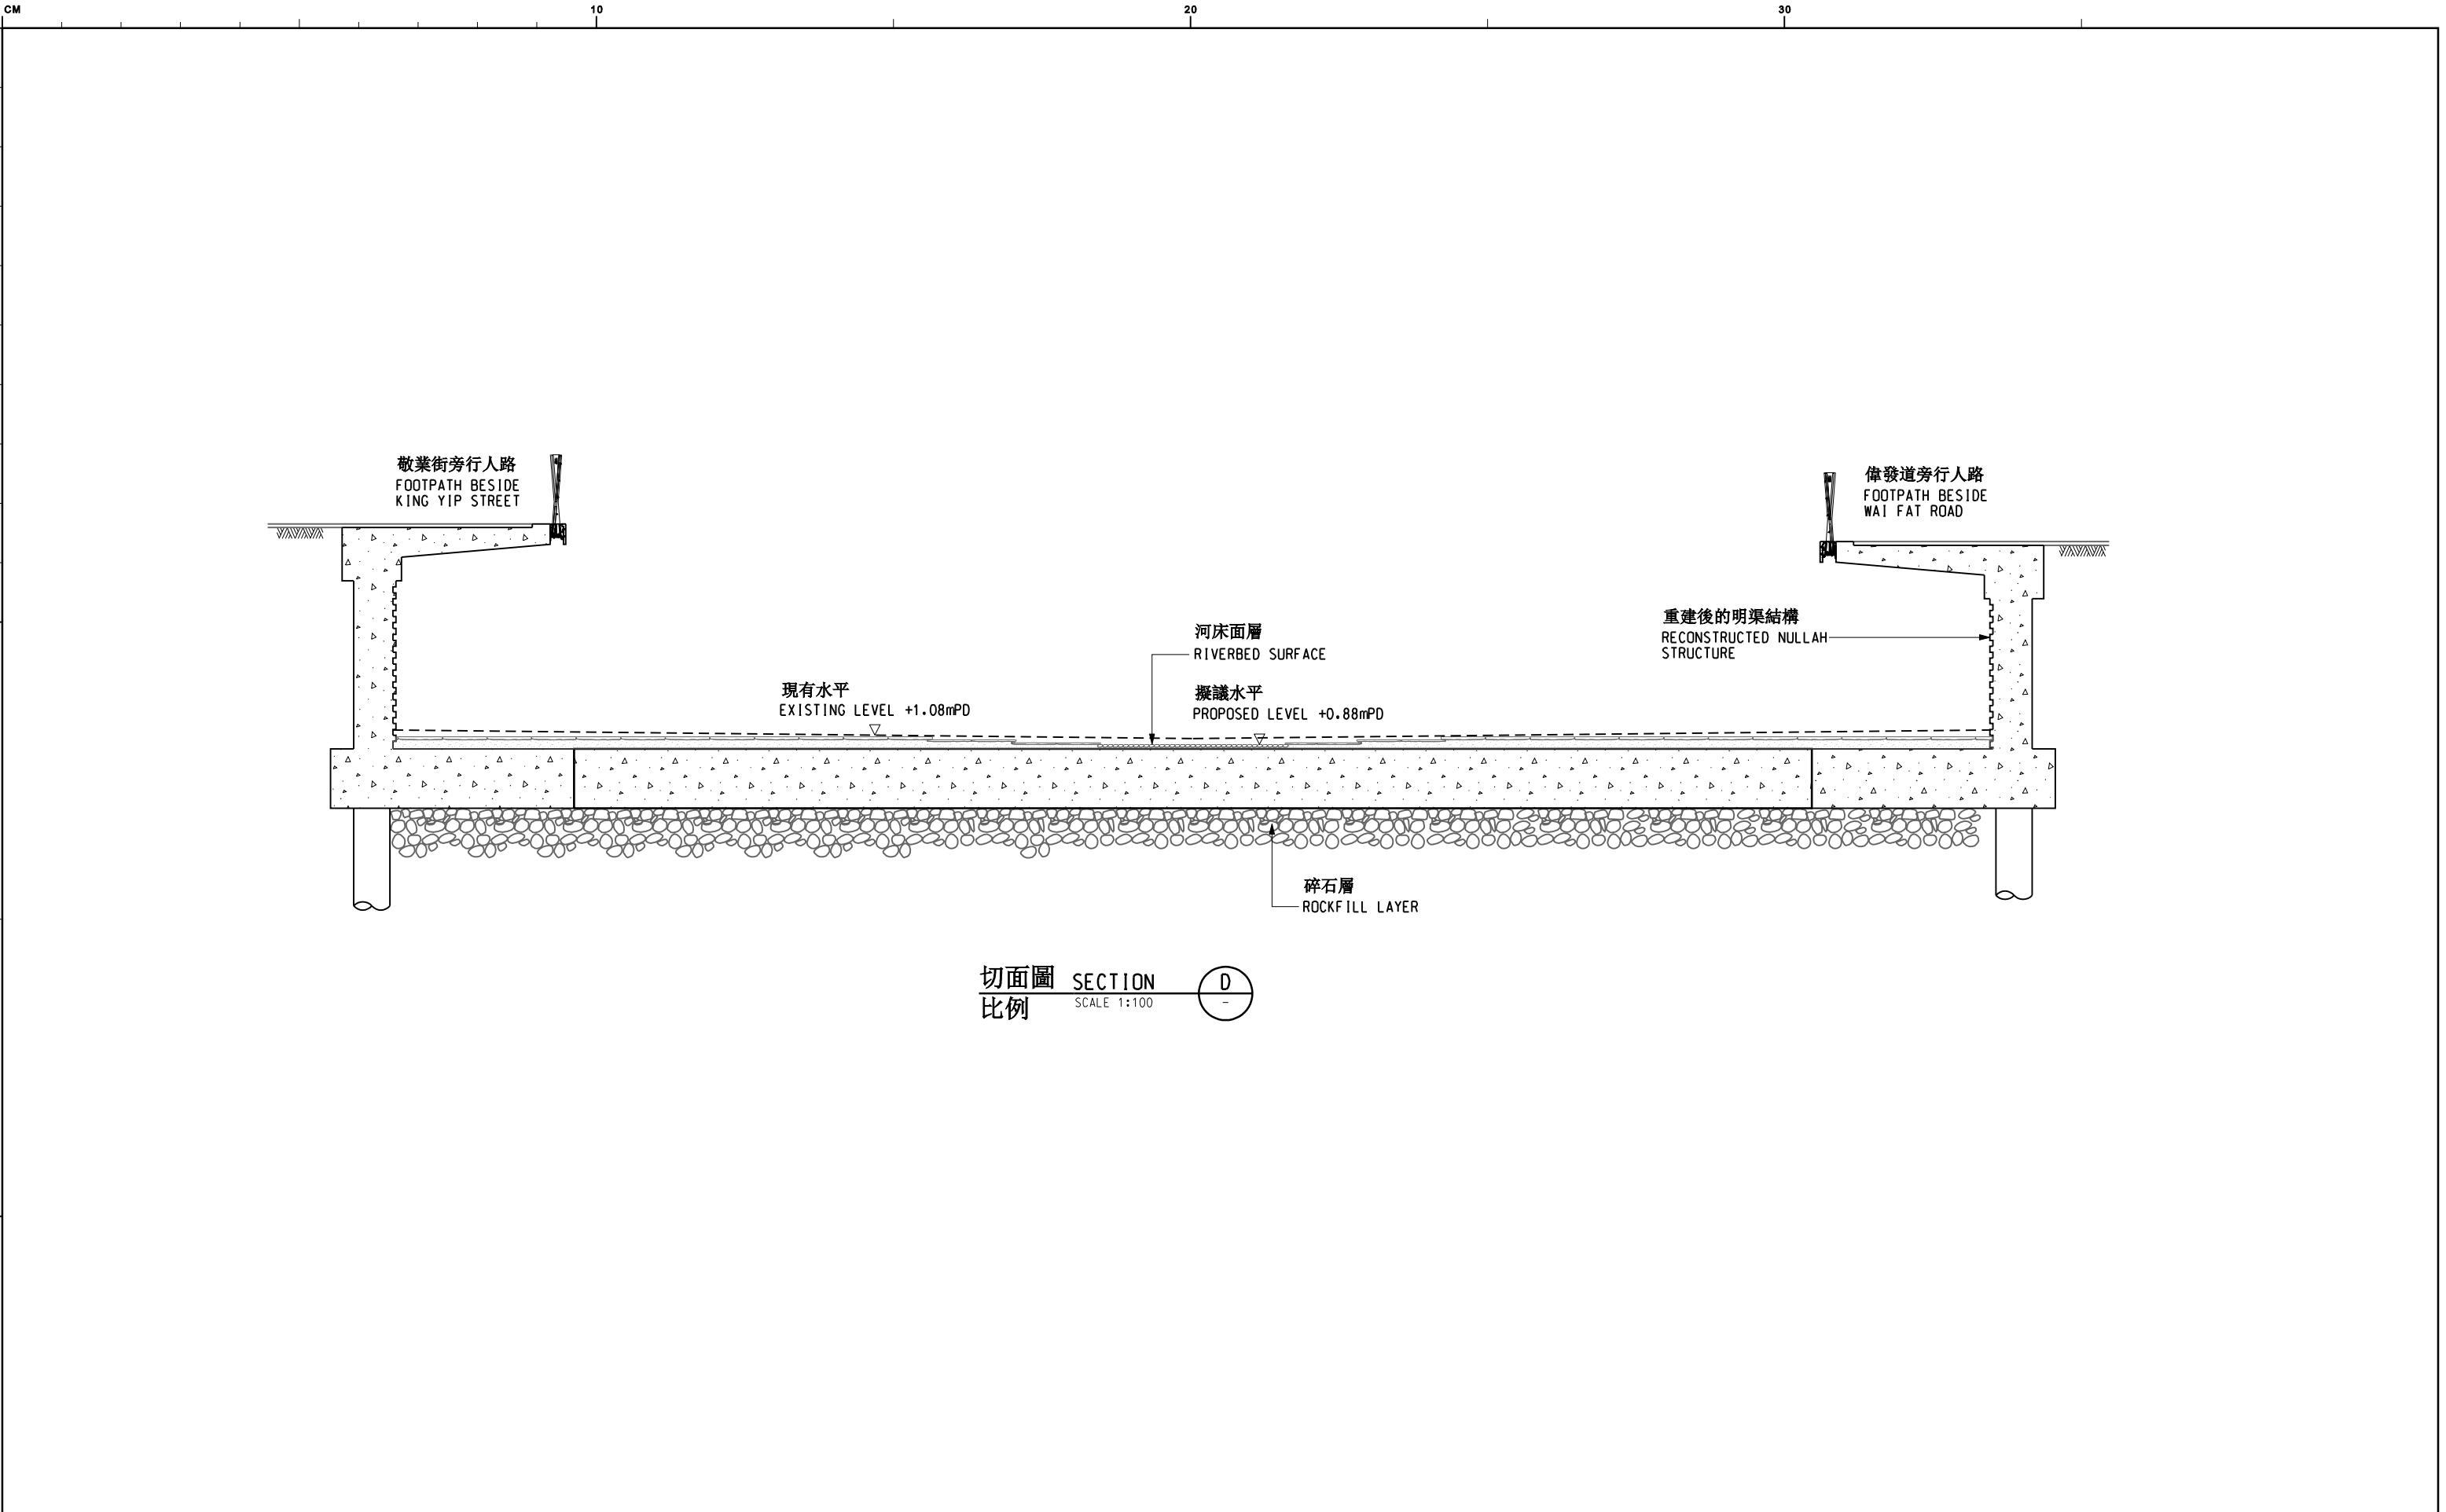 CM
10
20
30
敬業街旁行人路
FOOTPATH BESIDE
KING YIP STREET
偉發道旁行人路
FOOTPATH BESIDE
WAI FAT ROAD
河床面層
RIVERBED SURFACE
重建後的明渠結構
RECONSTRUCTED NULLAH
STRUCTURE
現有水平
EXISTING LEVEL +1.08mPD
擬議水平
PROPOSED LEVEL +0.88mPD
碎石層
ROCKFILL LAYER
切面圖 SECTION D
比例 SCALE 1:100 -